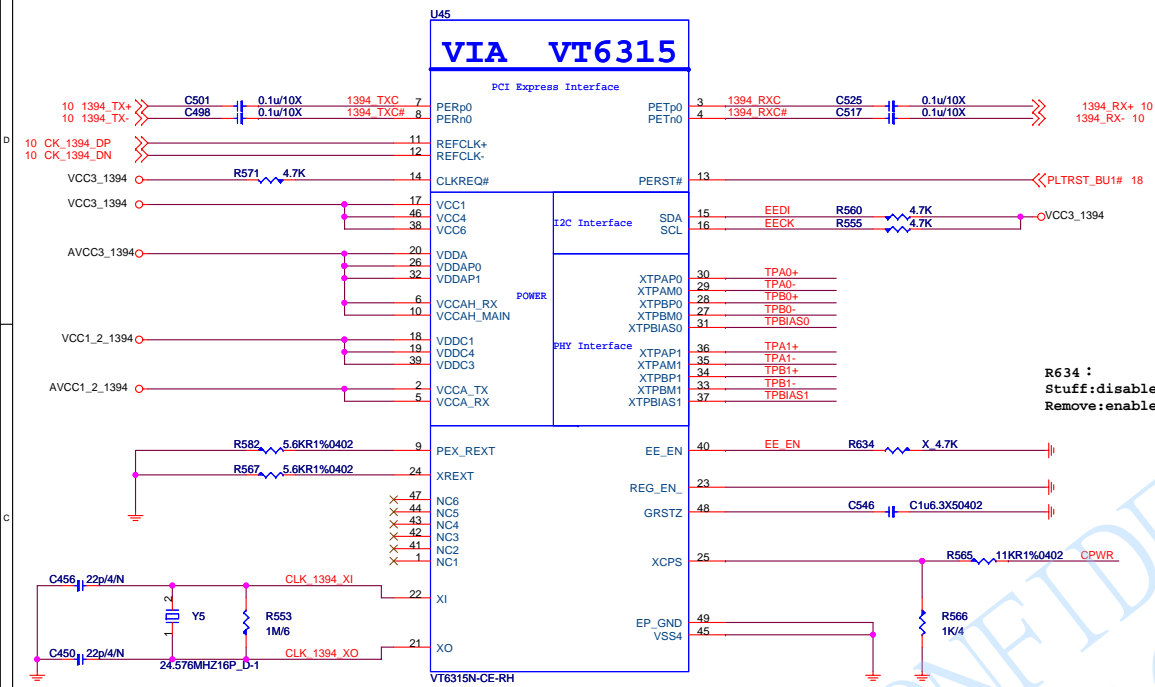 U45
VIA VT6315
PCI Express Interface
10 1394_TX+ C501 0.1u/10X 1394_TXC 7 PERp0 PETp0 3 1394_RXC C525 0.1u/10X 1394_RX+ 10
10 1394_TX- C498 0.1u/10X 1394_TXC# 8 PERn0 PETn0 4 1394_RXC# C517 0.1u/10X 1394_RX- 10
D
10 CK_1394_DP 11 REFCLK+
10 CK_1394_DN 12 REFCLK-
VCC3_1394 R571 4.7K 14 CLKREQ# PERST# 13 PLTRST_BU1# 18
VCC3_1394 17 VCC1
46 VCC4 I2C Interface SDA 15 EEDI R560 4.7K VCC3_1394
38 VCC6 SCL 16 EECK R555 4.7K
AVCC3_1394 20 VDDA
26 VDDAP0
32 VDDAP1 XTPAP0 30 TPA0+
XTPAM0 29 TPA0-
6 VCCAH_RX POWER XTPBP0 28 TPB0+
10 VCCAH_MAIN XTPBM0 27 TPB0-
XTPBIAS0 31 TPBIAS0
VCC1_2_1394 18 VDDC1
19 VDDC4 PHY Interface XTPAP1 36 TPA1+
39 VDDC3 XTPAM1 35 TPA1-
XTPBP1 34 TPB1+
AVCC1_2_1394 2 VCCA_TX XTPBM1 33 TPB1-
5 VCCA_RX XTPBIAS1 37 TPBIAS1
R634：
Stuff:disable
Remove:enable
R582 5.6KR1%0402 9 PEX_REXT EE_EN 40 EE_EN R634 X_4.7K
R567 5.6KR1%0402 24 XREXT
REG_EN_ 23
47 NC6
44 NC5 GRSTZ 48 C546 C1u6.3X50402
C
43 NC4
42 NC3
41 NC2
1 NC1 XCPS 25 R565 11KR1%0402 CPWR
C456 22p/4/N CLK_1394_XI 22 XI
2 Y5 1 R553 1M/6
EP_GND 49 R566 1K/4
VSS4 45
C450 22p/4/N CLK_1394_XO 21 XO
24.576MHZ16P_D-1
VT6315N-CE-RH